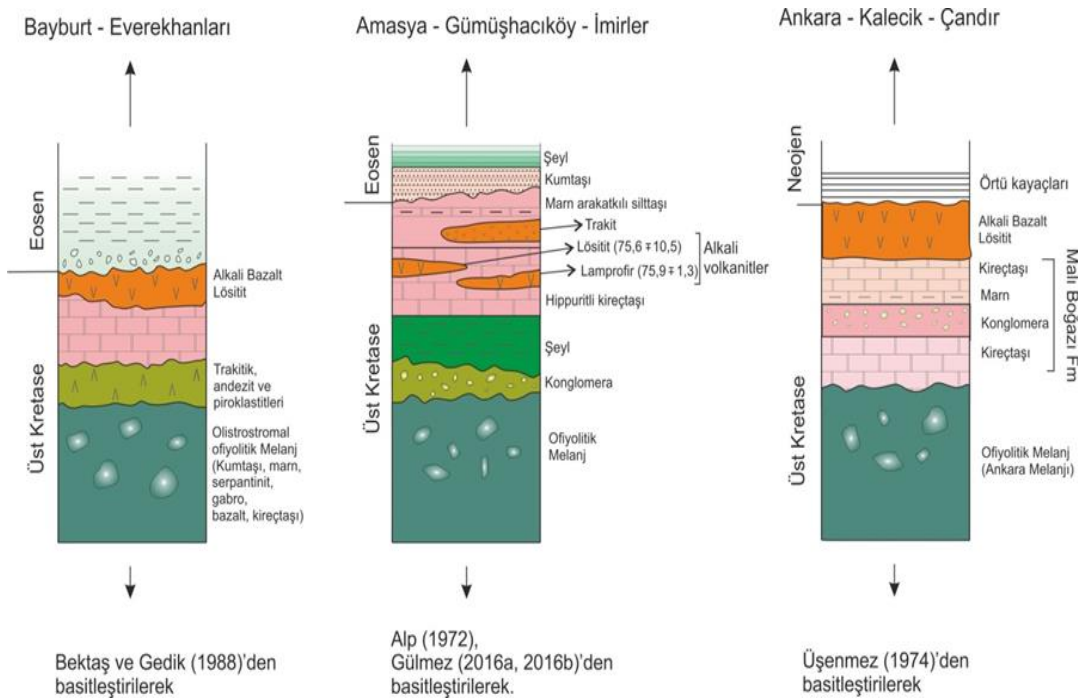 Bayburt - Everekhanları
Eosen
Üst Kretase
Alkali Bazalt
Lösitit
Trakitik,
andezit ve
piroklastitleri
Olistrostromal
ofiyolitik Melanj
(Kumtaşı, marn,
serpantinit,
gabro,
bazalt, kireçtaşı)
Bektaş ve Gedik (1988)'den
basitleştirilerek
Amasya - Gümüşhacıköy - İmirler
Eosen
Üst Kretase
Şeyl
Kumtaşı
Marn arakatkılı silttaşı
Trakit
Lösitit (75,6 ∓ 10,5)
Lamprofir (75,9 ∓ 1,3)
Alkali
volkanitler
Hippuritli kireçtaşı
Şeyl
Konglomera
Ofiyolitik
Melanj
Alp (1972),
Gülmez (2016a, 2016b)'den
basitleştirilerek.
Ankara - Kalecik - Çandır
Neojen
Üst Kretase
Örtü kayaçları
Alkali Bazalt
Lösitit
Kireçtaşı
Marn
Konglomera
Kireçtaşı
Malı Boğazı Fm
Ofiyolitik Melanj
(Ankara Melanjı)
Üşenmez (1974)'den
basitleştirilerek